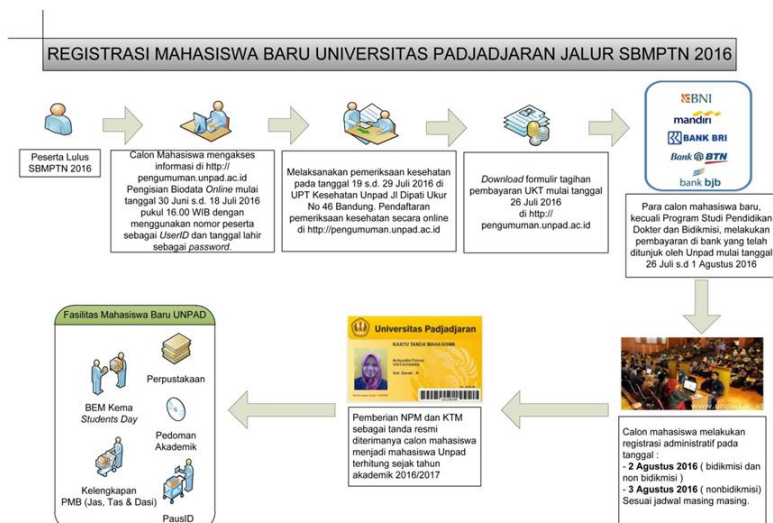 REGISTRASI MAHASISWA BARU UNIVERSITAS PADJADJARAN JALUR SBMPTN 2016
Peserta Lulus
SBMPTN 2016
Calon Mahasiswa mengakses
informasi di http://
pengumuman.unpad.ac.id
Pengisian Biodata Online mulai
tanggal 30 Juni s.d. 18 Juli 2016
pukul 16.00 WIB dengan
menggunakan nomor peserta
sebagai UserID dan tanggal lahir
sebagai password.
Melaksanakan pemeriksaan kesehatan
pada tanggal 19 s.d. 29 Juli 2016 di
UPT Kesehatan Unpad Jl Dipati Ukur
No 46 Bandung. Pendaftaran
pemeriksaan kesehatan secara online
di http://pengumuman.unpad.ac.id
Download formulir tagihan
pembayaran UKT mulai tanggal
26 Juli 2016
di http://
pengumuman.unpad.ac.id
BNI
mandiri
BANK BRI
Bank BTN
bank bjb
Para calon mahasiswa baru,
kecuali Program Studi Pendidikan
Dokter dan Bidikmisi, melakukan
pembayaran di bank yang telah
ditunjuk oleh Unpad mulai tanggal
26 Juli s.d 1 Agustus 2016
Calon mahasiswa melakukan
registrasi administratif pada
tanggal :
- 2 Agustus 2016 ( bidikmisi dan
non bidikmisi )
- 3 Agustus 2016 ( nonbidikmisi)
Sesuai jadwal masing masing.
Universitas Padjadjaran
KARTU TANDA MAHASISWA
Pemberian NPM dan KTM
sebagai tanda resmi
diterimanya calon mahasiswa
menjadi mahasiswa Unpad
terhitung sejak tahun
akademik 2016/2017
Fasilitas Mahasiswa Baru UNPAD
BEM Kema
Students Day
Perpustakaan
Pedoman
Akademik
Kelengkapan
PMB (Jas, Tas & Dasi)
PausID